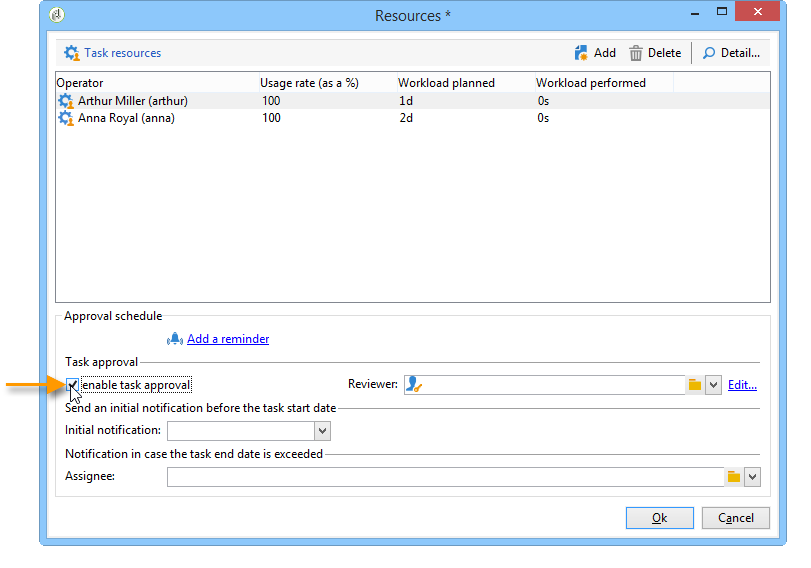 Resources *
Task resources Add Delete Detail...
Operator Usage rate (as a %) Workload planned Workload performed
Arthur Miller (arthur) 100 1d 0s
Anna Royal (anna) 100 2d 0s
Approval schedule
Add a reminder
Task approval
enable task approval Reviewer: Edit...
Send an initial notification before the task start date
Initial notification:
Notification in case the task end date is exceeded
Assignee:
Ok Cancel